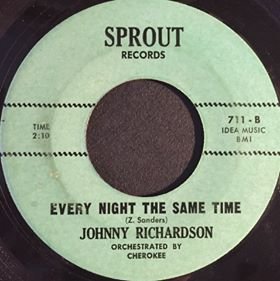 SPROUT
RECORDS
TIME
2:10
711-B
IDEA MUSIC
BMI
EVERY NIGHT THE SAME TIME
(Z. Sanders)
JOHNNY RICHARDSON
ORCHESTRATED BY
CHEROKEE